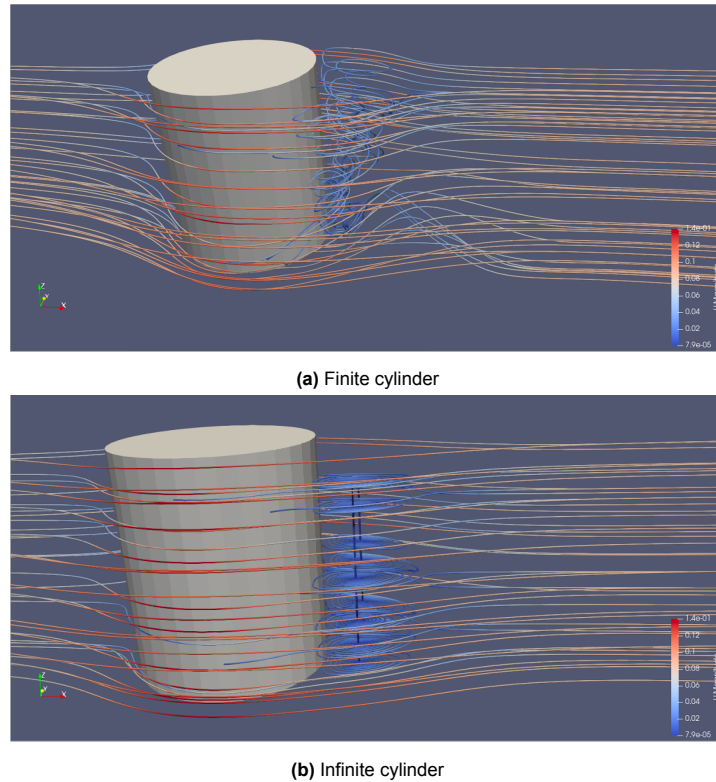 1.4e-01
0.12
0.1
0.08
0.06
0.04
0.02
7.9e-05
Z
Y
X
(a) Finite cylinder
1.4e-01
0.12
0.1
0.08
0.06
0.04
0.02
7.9e-05
Z
Y
X
(b) Infinite cylinder